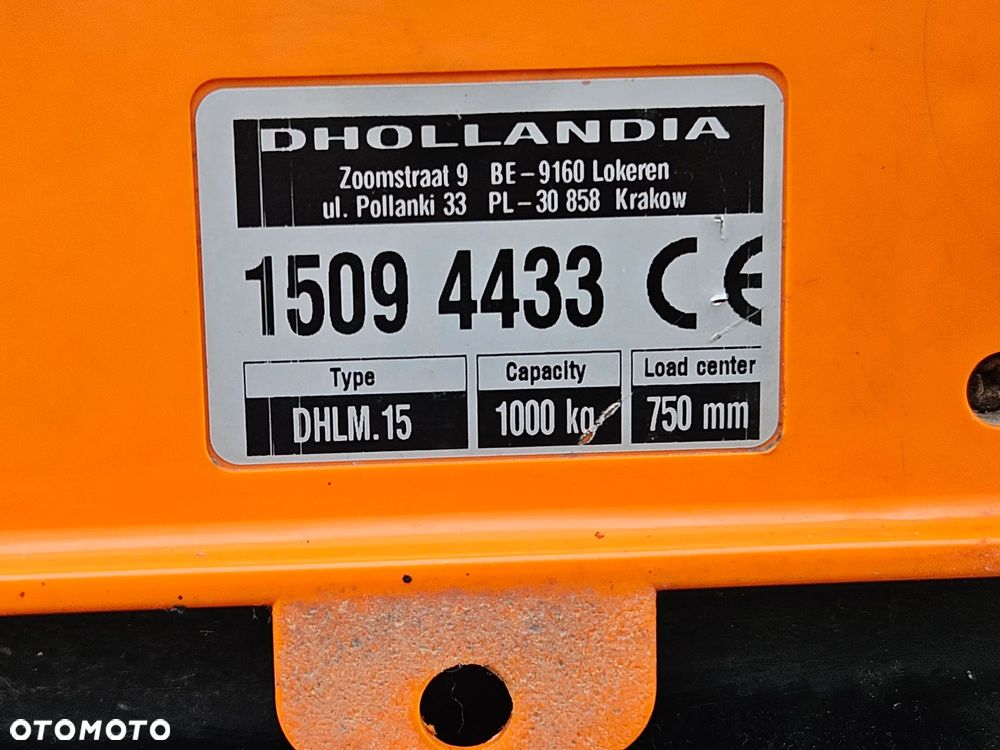 DHOLLANDIA
Zoomstraat 9 BE-9160 Lokeren
ul. Pollanki 33 PL-30 858 Krakow
1509 4433 CE
Type Capacity Load center
DHLM.15 1000 kg 750 mm
OTOMOTO